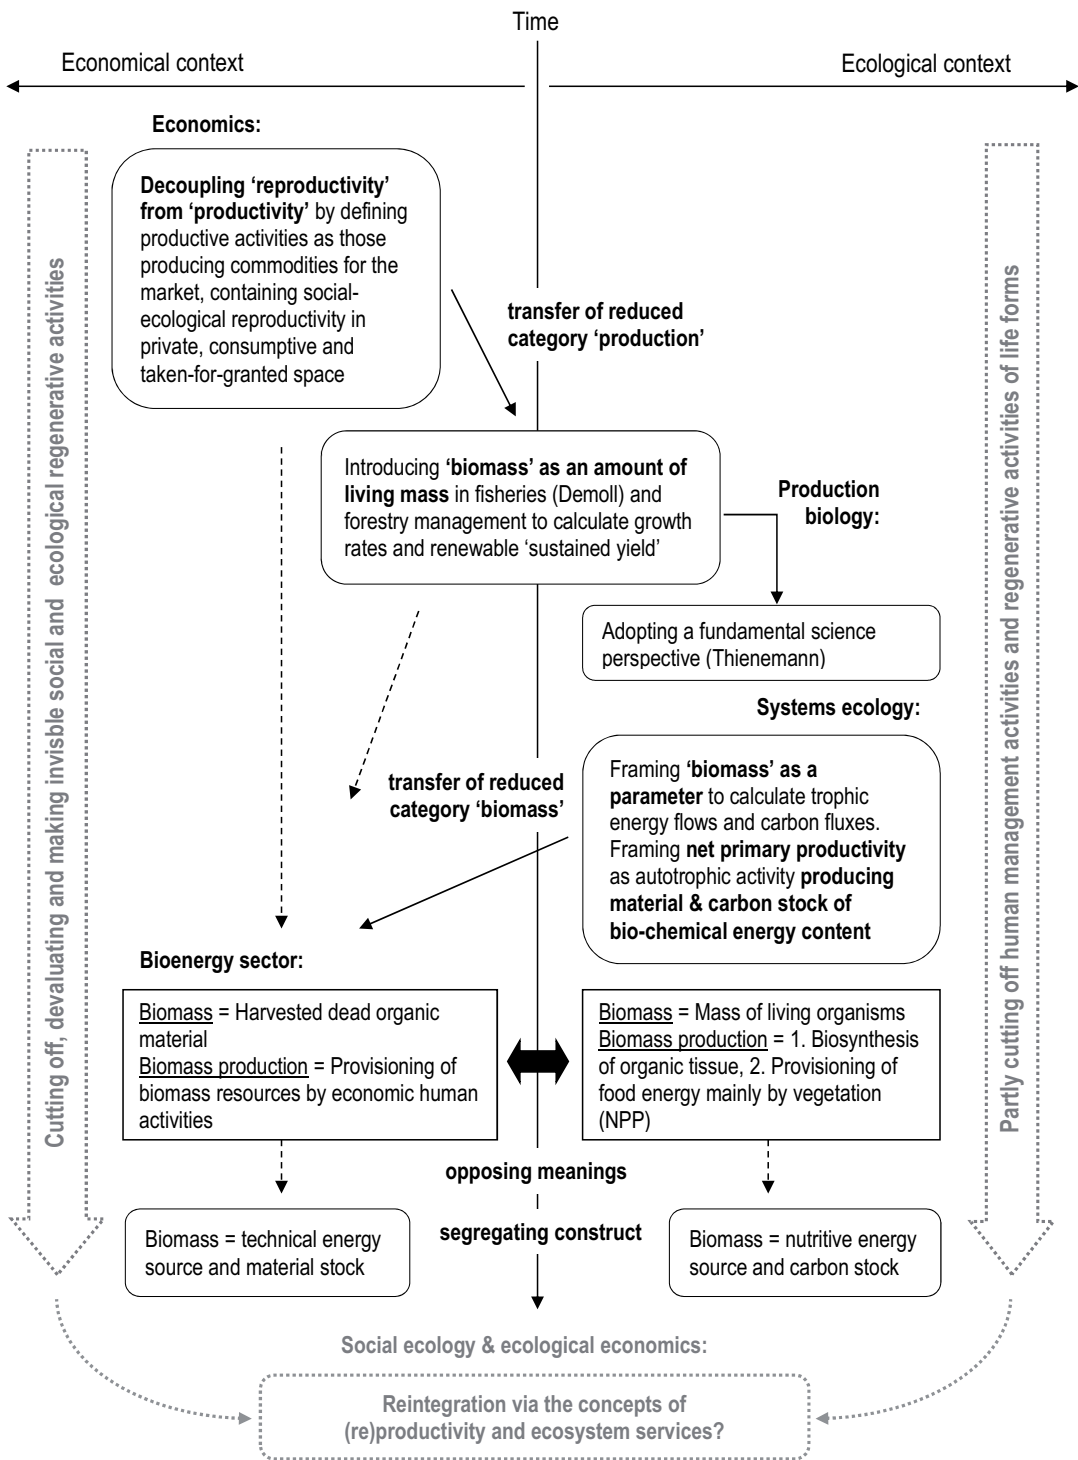 Time
Economical context
Ecological context
Economics:
Decoupling ‘reproductivity’
from ‘productivity’ by defining
productive activities as those
producing commodities for the
market, containing social-
ecological reproductivity in
private, consumptive and
taken-for-granted space
transfer of reduced
category ‘production’
Introducing ‘biomass’ as an amount of
living mass in fisheries (Demoll) and
forestry management to calculate growth
rates and renewable ‘sustained yield’
Production
biology:
Adopting a fundamental science
perspective (Thienemann)
Systems ecology:
Framing ‘biomass’ as a
parameter to calculate trophic
energy flows and carbon fluxes.
Framing net primary productivity
as autotrophic activity producing
material & carbon stock of
bio-chemical energy content
transfer of reduced
category ‘biomass’
Bioenergy sector:
Biomass = Harvested dead organic
material
Biomass production = Provisioning of
biomass resources by economic human
activities
Biomass = Mass of living organisms
Biomass production = 1. Biosynthesis
of organic tissue, 2. Provisioning of
food energy mainly by vegetation
(NPP)
opposing meanings
segregating construct
Biomass = technical energy
source and material stock
Biomass = nutritive energy
source and carbon stock
Cutting off, devaluating and making invisble social and ecological regenerative activities
Partly cutting off human management activities and regenerative activities of life forms
Social ecology & ecological economics:
Reintegration via the concepts of
(re)productivity and ecosystem services?